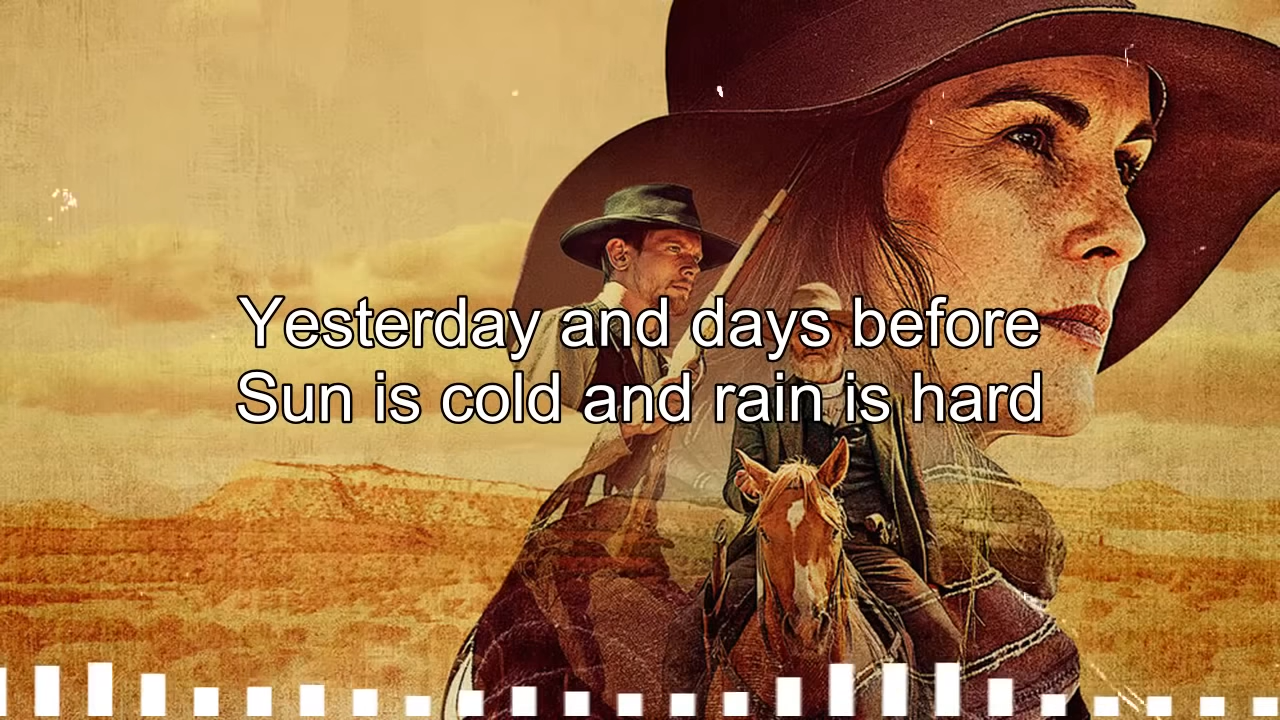 Yesterday and days before
Sun is cold and rain is hard